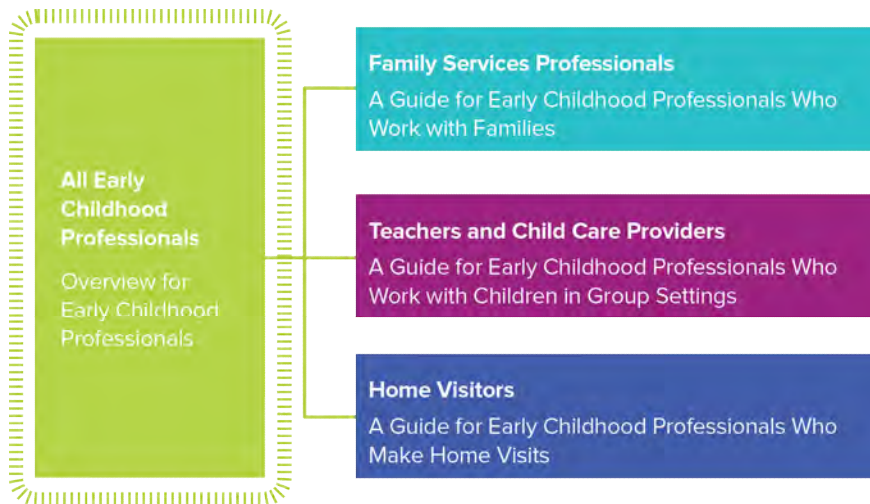 All Early
Childhood
Professionals
Overview for
Early Childhood
Professionals
Family Services Professionals
A Guide for Early Childhood Professionals Who
Work with Families
Teachers and Child Care Providers
A Guide for Early Childhood Professionals Who
Work with Children in Group Settings
Home Visitors
A Guide for Early Childhood Professionals Who
Make Home Visits